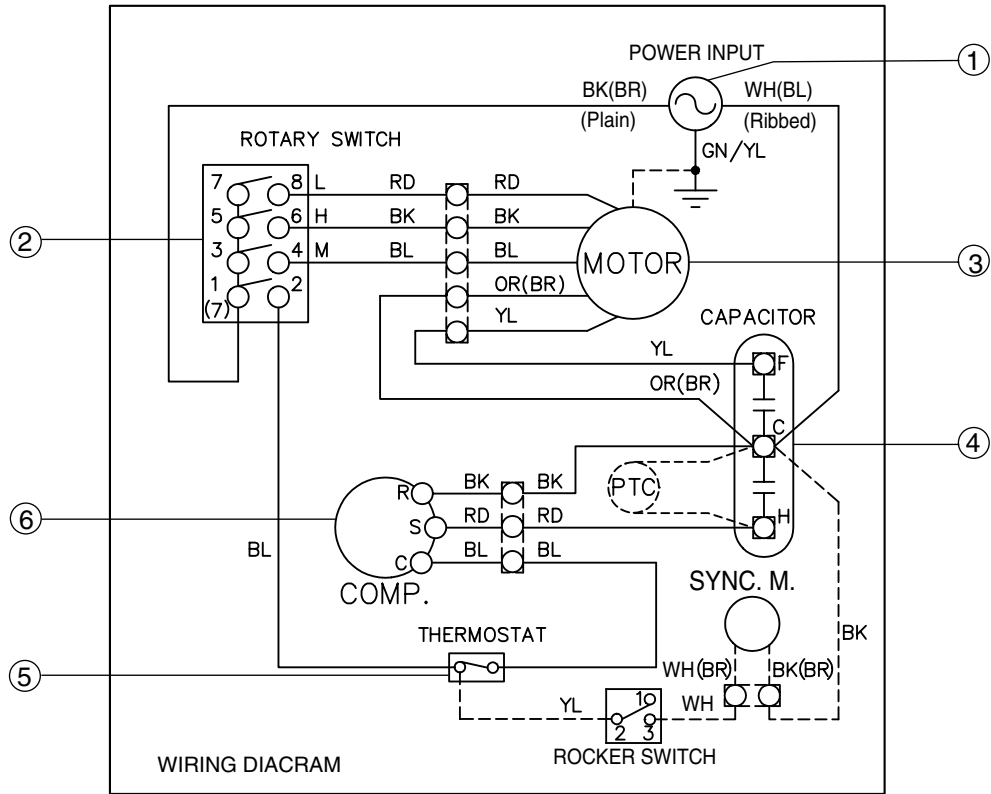 POWER INPUT
1
BK(BR)
WH(BL)
(Plain)
(Ribbed)
GN/YL
ROTARY SWITCH
7 8 L RD RD
5 6 H BK BK
2
3 4 M BL BL
MOTOR
3
1 2
(7)
OR(BR)
YL
CAPACITOR
YL
F
OR(BR)
C
4
PTC
R BK BK
6
S RD RD
H
C BL BL
BL
COMP.
SYNC. M.
BK
THERMOSTAT
5
WH(BR)
BK(BR)
YL
1
2 3
WH
ROCKER SWITCH
WIRING DIACRAM